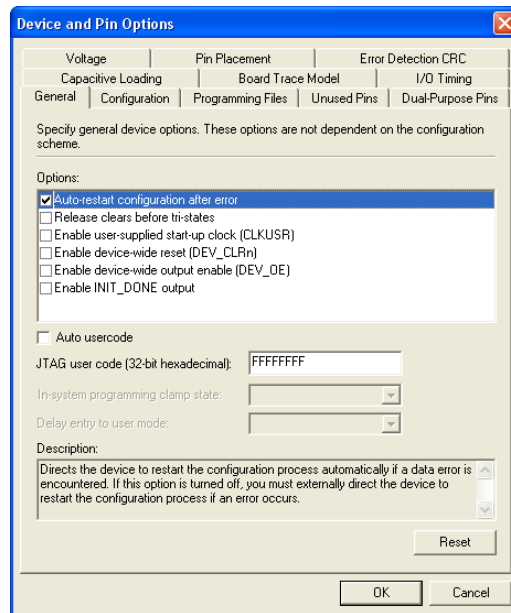 Device and Pin Options
Voltage
Pin Placement
Error Detection CRC
Capacitive Loading
Board Trace Model
I/O Timing
General
Configuration
Programming Files
Unused Pins
Dual-Purpose Pins
Specify general device options. These options are not dependent on the configuration
scheme.
Options:
Auto-restart configuration after error
Release clears before tri-states
Enable user-supplied start-up clock (CLKUSR)
Enable device-wide reset (DEV_CLRn)
Enable device-wide output enable (DEV_OE)
Enable INIT_DONE output
Auto usercode
JTAG user code (32-bit hexadecimal): FFFFFFFF
In-system programming clamp state:
Delay entry to user mode:
Description:
Directs the device to restart the configuration process automatically if a data error is
encountered. If this option is turned off, you must externally direct the device to
restart the configuration process if an error occurs.
Reset
OK
Cancel